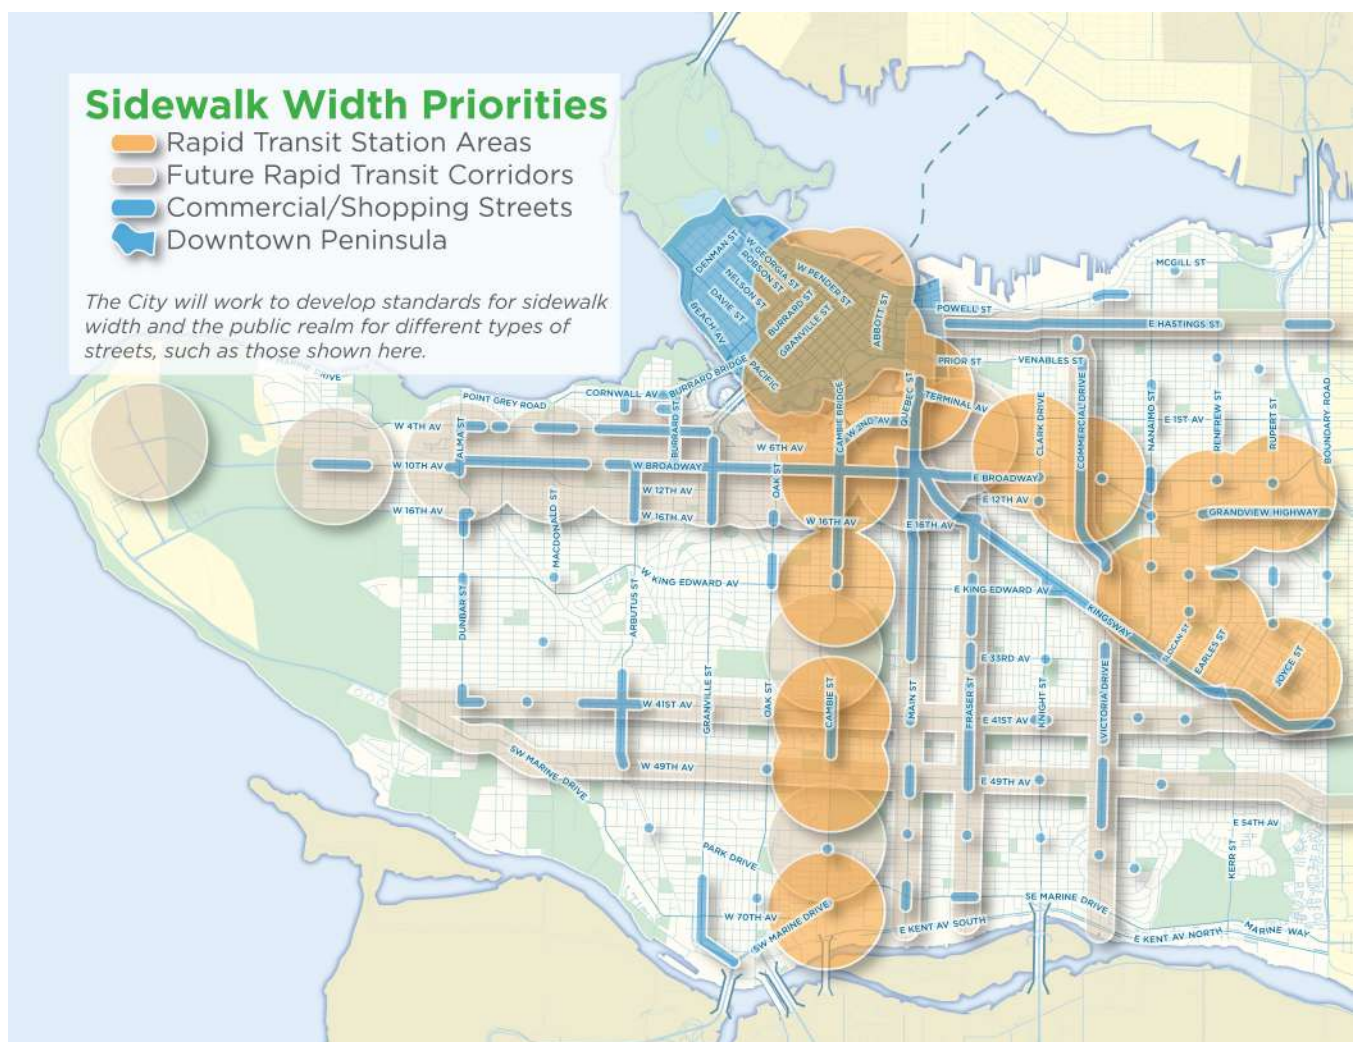 Sidewalk Width Priorities
Rapid Transit Station Areas
Future Rapid Transit Corridors
Commercial/Shopping Streets
Downtown Peninsula
The City will work to develop standards for sidewalk
width and the public realm for different types of
streets, such as those shown here.
DENMAN ST
W GEORGIA ST
ROBSON ST
NELSON ST
DAVIE ST
BEACH AV
W PENDER ST
BURRARD ST
GRANVILLE ST
ABBOTT ST
PACIFIC
BURRARD BRIDGE
CAMBIE BRIDGE
QUEBEC ST
MCGILL ST
POWELL ST
E HASTINGS ST
PRIOR ST
VENABLES ST
TERMINAL AV
W 2ND AV
CLARK DRIVE
COMMERCIAL DRIVE
NANAIMO ST
E 1ST AV
RENFREW ST
RUPERT ST
BOUNDARY ROAD
MARINE DRIVE
POINT GREY ROAD
CORNWALL AV
W 4TH AV
ALMA ST
BURRARD ST
W 6TH AV
W 10TH AV
W BROADWAY
OAK ST
E BROADWAY
W 12TH AV
E 12TH AV
W 16TH AV
W 16TH AV
W 16TH AV
E 16TH AV
GRANDVIEW HIGHWAY
MACDONALD ST
W KING EDWARD AV
E KING EDWARD AV
DUNBAR ST
ARBUTUS ST
KINGSWAY
SLOCAN ST
EARLES ST
JOYCE ST
E 33RD AV
GRANVILLE ST
OAK ST
CAMBIE ST
MAIN ST
FRASER ST
KNIGHT ST
VICTORIA DRIVE
W 41ST AV
E 41ST AV
SW MARINE DRIVE
W 49TH AV
E 49TH AV
E 54TH AV
KERR ST
PARK DRIVE
W 70TH AV
SW MARINE DRIVE
E KENT AV SOUTH
SE MARINE DRIVE
E KENT AV NORTH
MARINE WAY